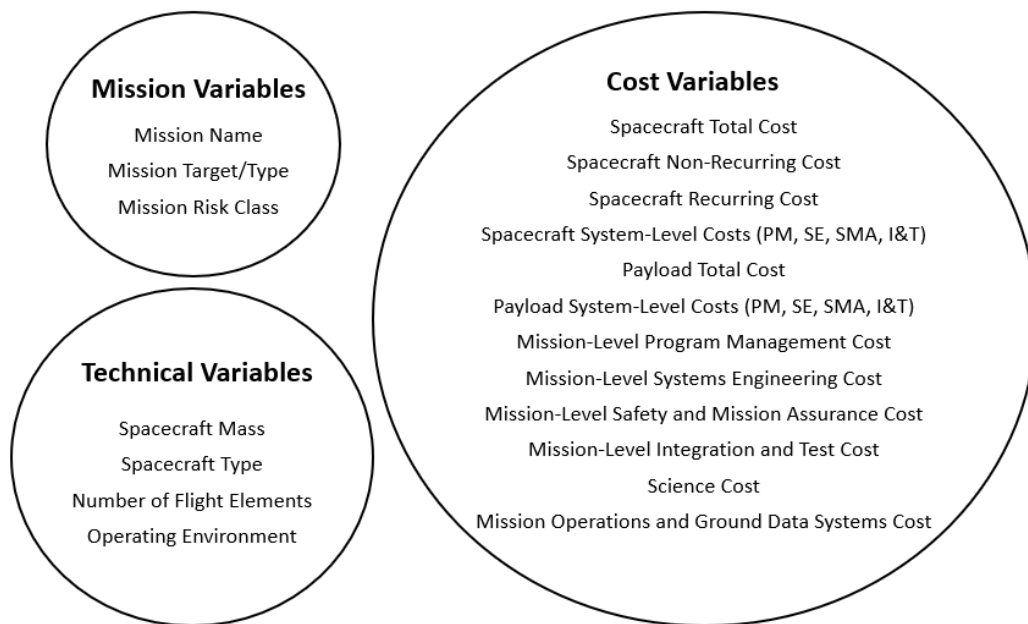 Mission Variables
Mission Name
Mission Target/Type
Mission Risk Class
Technical Variables
Spacecraft Mass
Spacecraft Type
Number of Flight Elements
Operating Environment
Cost Variables
Spacecraft Total Cost
Spacecraft Non-Recurring Cost
Spacecraft Recurring Cost
Spacecraft System-Level Costs (PM, SE, SMA, I&T)
Payload Total Cost
Payload System-Level Costs (PM, SE, SMA, I&T)
Mission-Level Program Management Cost
Mission-Level Systems Engineering Cost
Mission-Level Safety and Mission Assurance Cost
Mission-Level Integration and Test Cost
Science Cost
Mission Operations and Ground Data Systems Cost